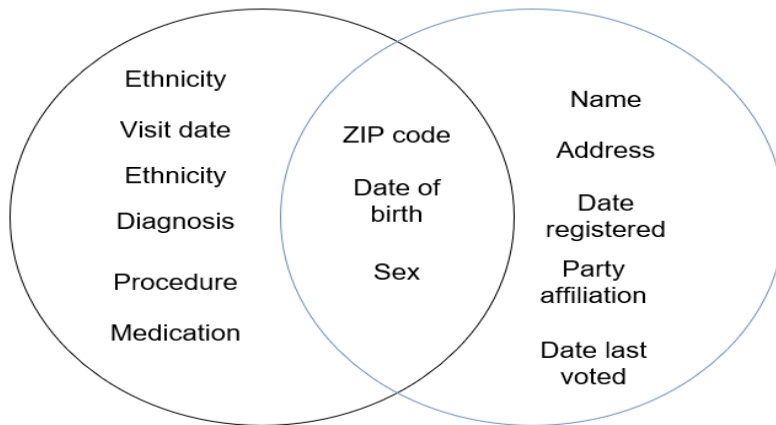 Ethnicity
Visit date
Ethnicity
Diagnosis
Procedure
Medication
ZIP code
Date of
birth
Sex
Name
Address
Date
registered
Party
affiliation
Date last
voted